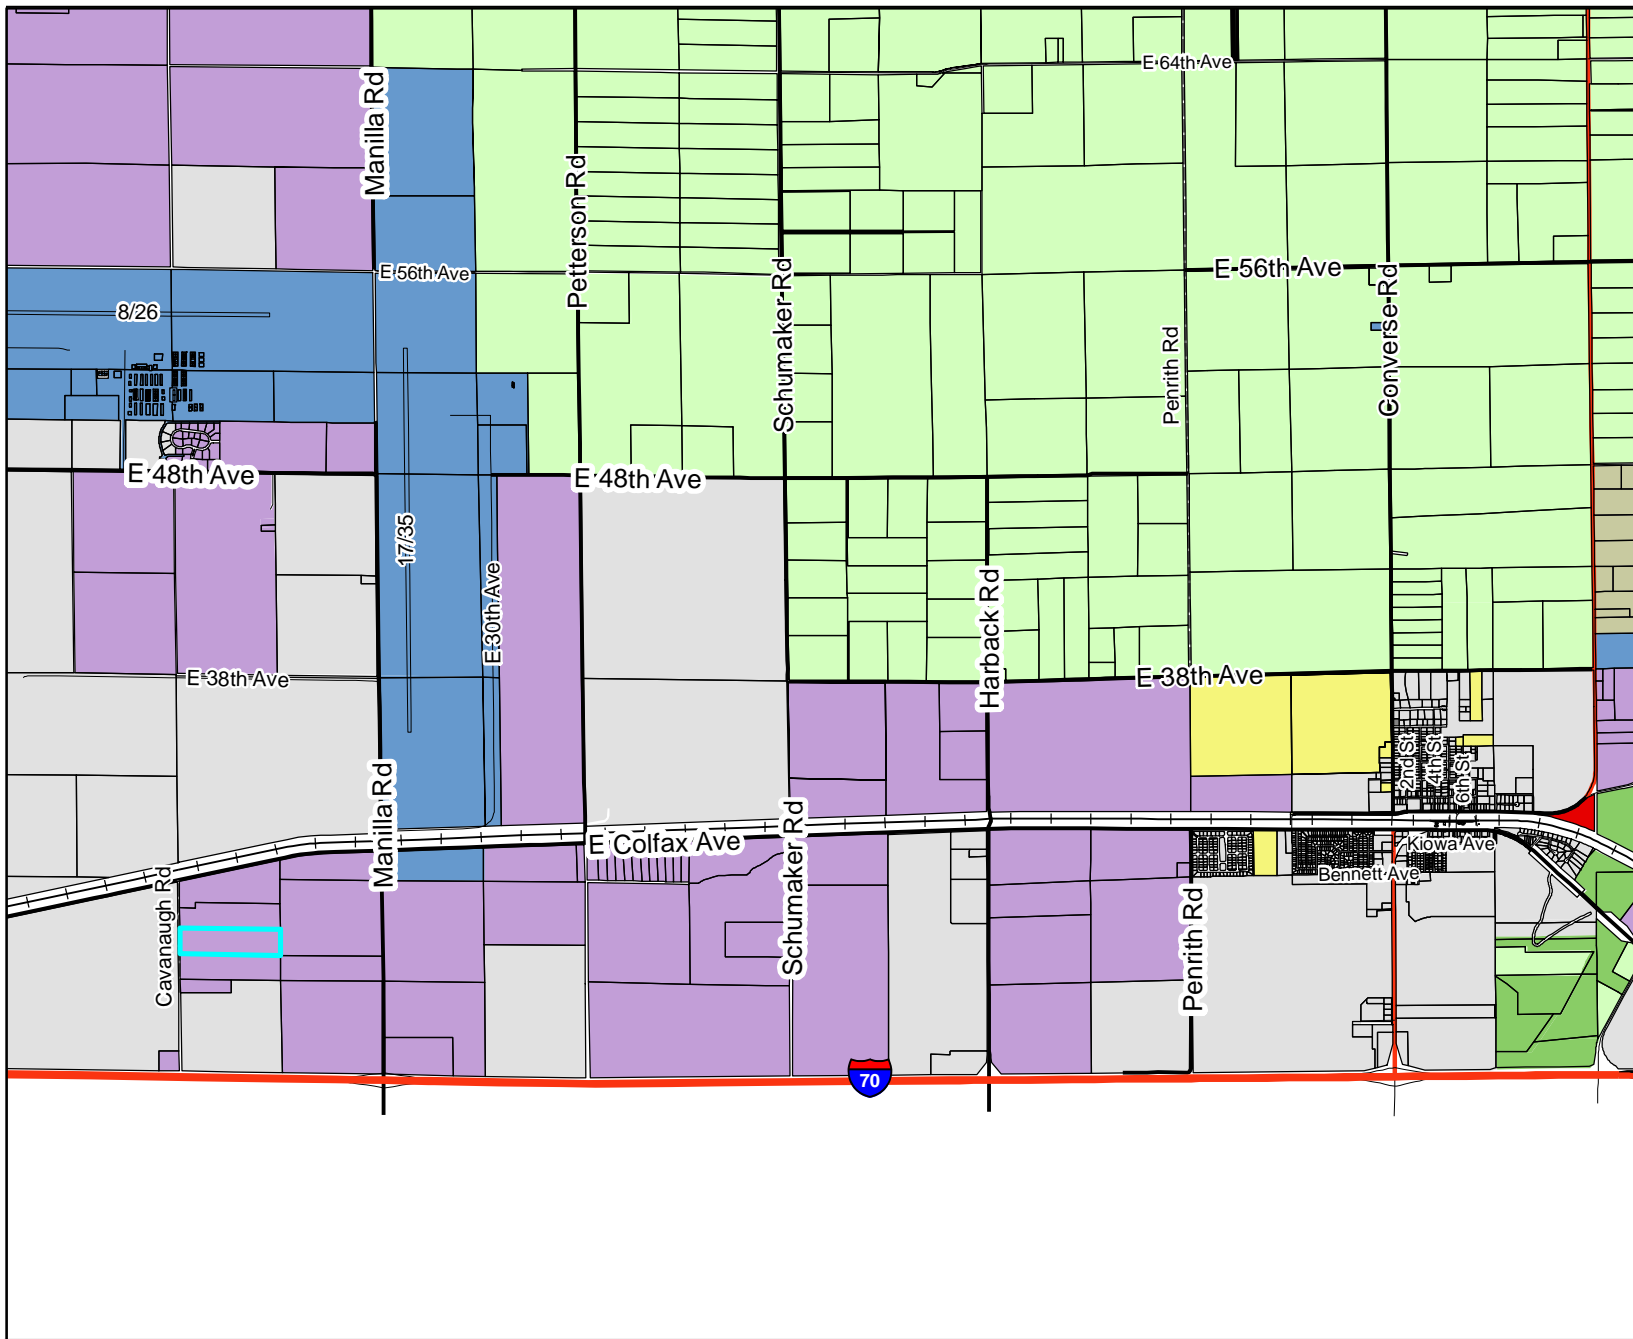 E 64th Ave
Manilla Rd
Petterson Rd
E 56th Ave
E 56th Ave
Schumaker Rd
Converse Rd
8/26
Penrith Rd
E 48th Ave
E 48th Ave
17/35
E 30th Ave
Harback Rd
E 38th Ave
E 38th Ave
2nd St
4th St
6th St
Manilla Rd
Schumaker Rd
E Colfax Ave
Kiowa Ave
Bennett Ave
Cavanaugh Rd
Penrith Rd
70